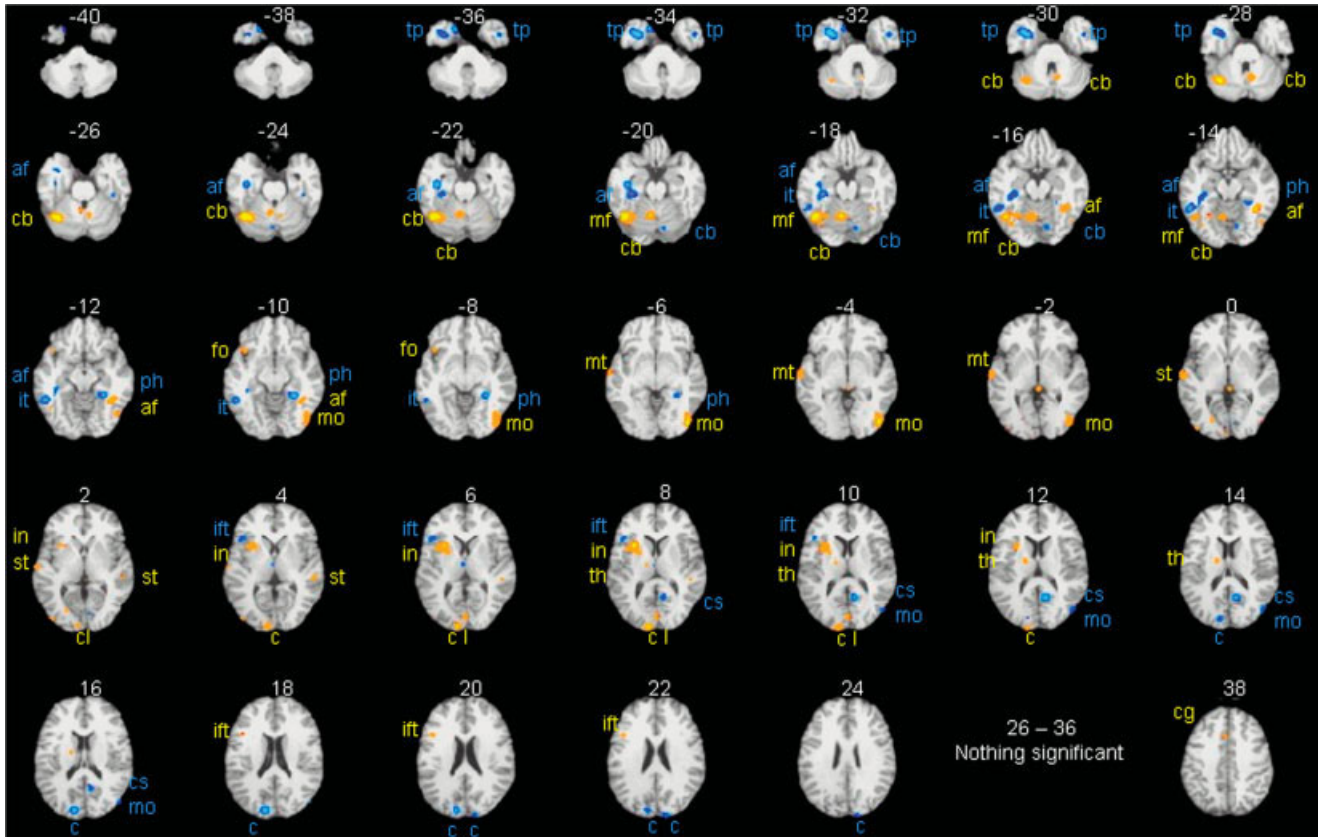 -40 -38 -36 -34 -32 -30 -28
tp tp tp tp tp tp tp tp tp
cb cb cb cb
-26 -24 -22 -20 -18 -16 -14
af af af af af af ph
it it af it af
cb cb cb mf mf mf cb mf
cb cb cb cb cb cb
-12 -10 -8 -6 -4 -2 0
fo fo mt mt mt st
af ph ph
it af it af it ph ph
mo mo mo mo mo
2 4 6 8 10 12 14
ift ift ift ift
in in in in in in
st st st th th th th
cs cs cs cs
mo mo mo
cl c c l c l c l c c
16 18 20 22 24 26 – 36 38
Nothing significant
ift ift ift cg
cs
mo
c c c c c c c